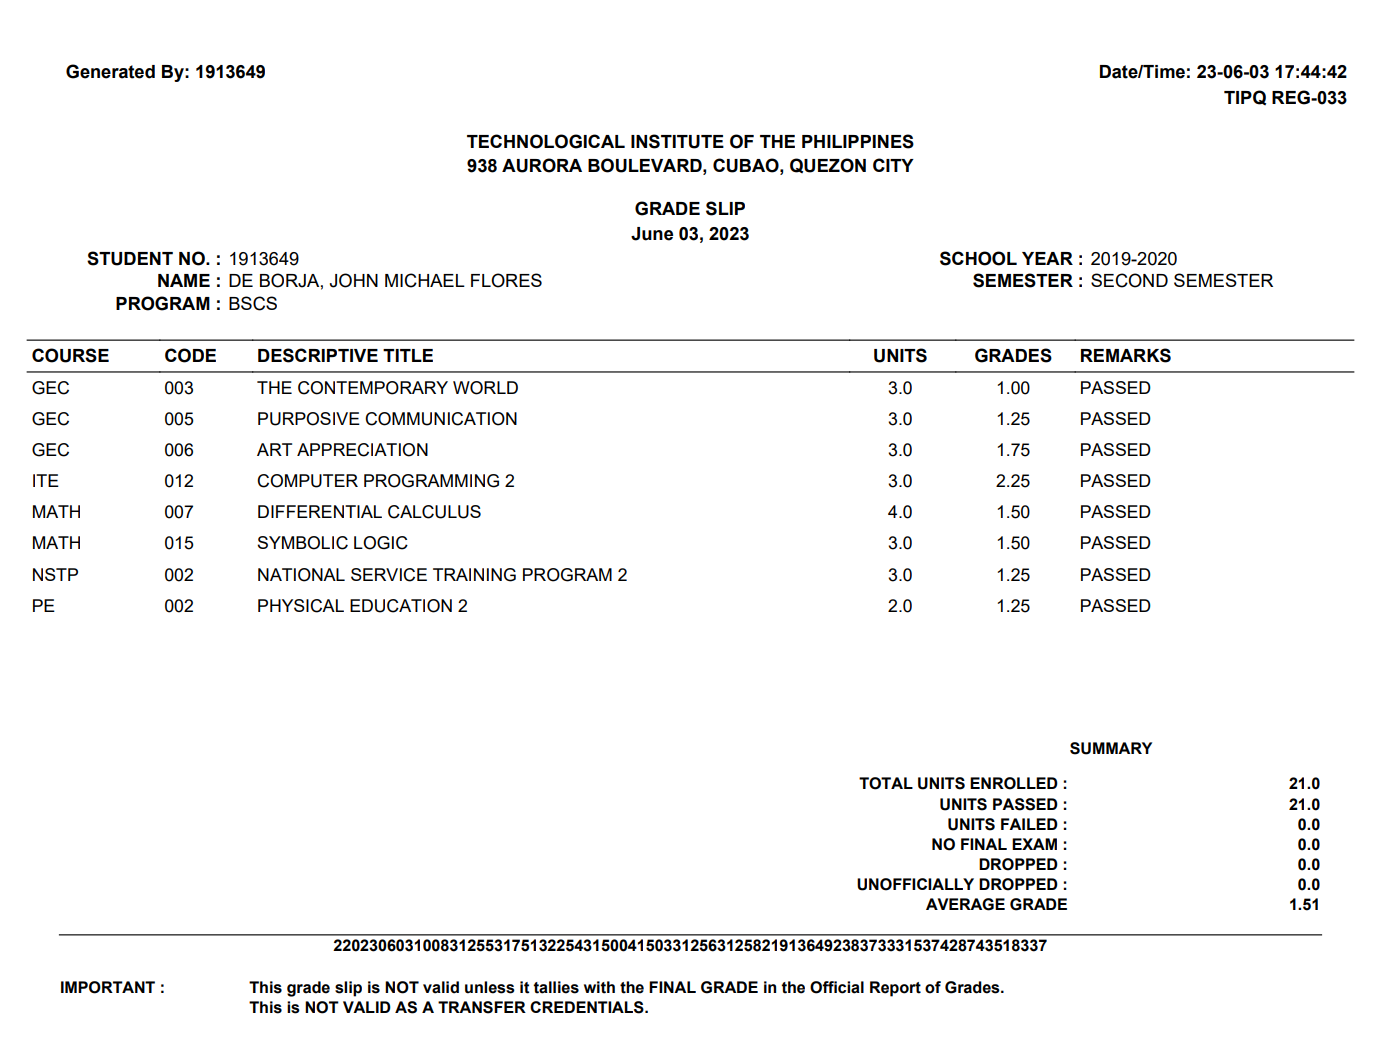 Generated By: 1913649
Date/Time: 23-06-03 17:44:42
TIPQ REG-033
TECHNOLOGICAL INSTITUTE OF THE PHILIPPINES
938 AURORA BOULEVARD, CUBAO, QUEZON CITY
GRADE SLIP
June 03, 2023
STUDENT NO. : 1913649 SCHOOL YEAR : 2019-2020
NAME : DE BORJA, JOHN MICHAEL FLORES SEMESTER : SECOND SEMESTER
PROGRAM : BSCS
COURSE CODE DESCRIPTIVE TITLE UNITS GRADES REMARKS
GEC 003 THE CONTEMPORARY WORLD 3.0 1.00 PASSED
GEC 005 PURPOSIVE COMMUNICATION 3.0 1.25 PASSED
GEC 006 ART APPRECIATION 3.0 1.75 PASSED
ITE 012 COMPUTER PROGRAMMING 2 3.0 2.25 PASSED
MATH 007 DIFFERENTIAL CALCULUS 4.0 1.50 PASSED
MATH 015 SYMBOLIC LOGIC 3.0 1.50 PASSED
NSTP 002 NATIONAL SERVICE TRAINING PROGRAM 2 3.0 1.25 PASSED
PE 002 PHYSICAL EDUCATION 2 2.0 1.25 PASSED
SUMMARY
TOTAL UNITS ENROLLED : 21.0
UNITS PASSED : 21.0
UNITS FAILED : 0.0
NO FINAL EXAM : 0.0
DROPPED : 0.0
UNOFFICIALLY DROPPED : 0.0
AVERAGE GRADE 1.51
22023060310083125531751322543150041503312563125821913649238373331537428743518337
IMPORTANT : This grade slip is NOT valid unless it tallies with the FINAL GRADE in the Official Report of Grades.
This is NOT VALID AS A TRANSFER CREDENTIALS.